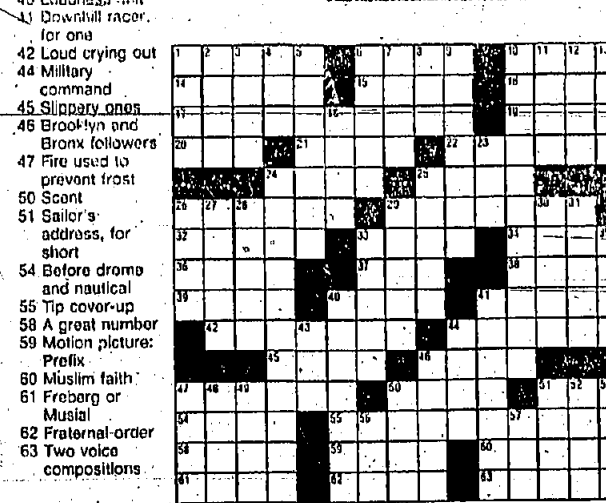 41 Downhill racer,
for one
42 Loud crying out
44 Military
command
45 Slippery ones
46 Brooklyn and
Bronx followers
47 Fire used to
prevent frost
50 Scent
51 Sailor's
address, for
short
54 Before drome
and nautical
55 Tip cover-up
58 A great number
59 Motion picture:
Prefix
60 Muslim faith
61 Freberg or
Musial
62 Fraternal order
63 Two voice
compositions
1 2 3 4 5 6 7 8 9 10 11 12
14 15 16
17 18 19
20 21 22 23
24 25
26 27 28 29 30 31
32 33 34
36 37 38
39 40 41
42 43 44
45 46
47 48 49 50 51 52
54 55 56 57
58 59 60
61 62 63